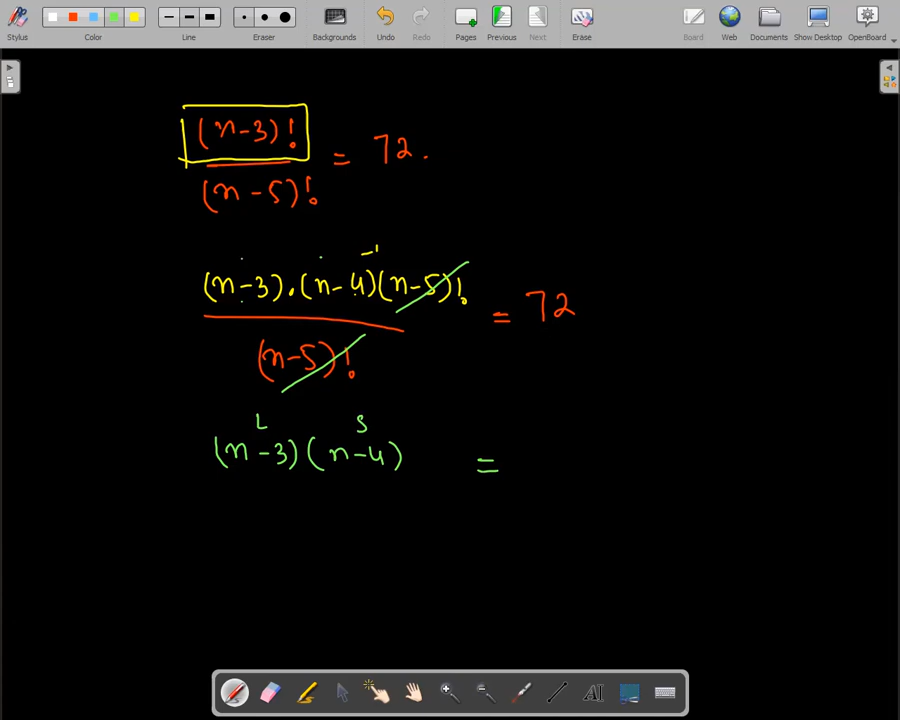 Stylus Color Line Eraser Backgrounds Undo Redo Pages Previous Next Erase Board Web Documents Show Desktop OpenBoard
(n-3)!
= 72.
(n-5)!
-1
(n-3).(n-4)(n-5)!
= 72
(n-5)!
L S
(n-3)(n-4) =